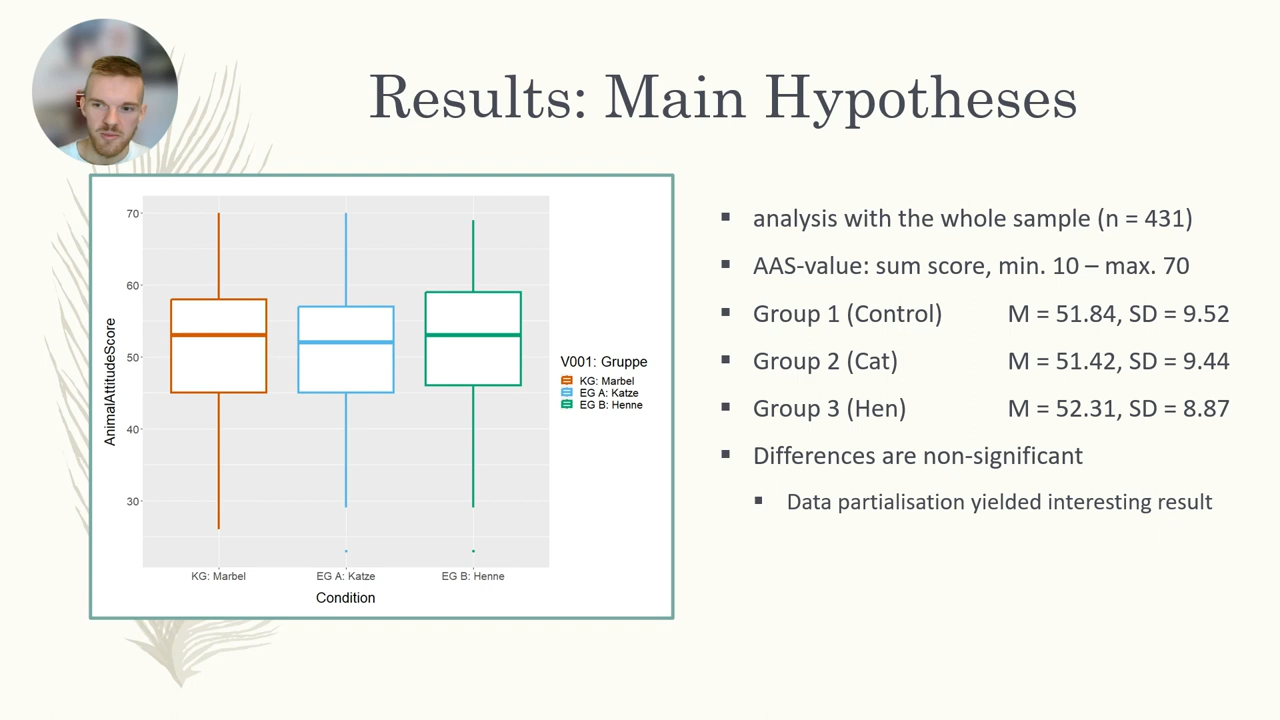 Results: Main Hypotheses
70
60
50
40
30
AnimalAttitudeScore
KG: Marbel
EG A: Katze
EG B: Henne
Condition
V001: Gruppe
KG: Marbel
EG A: Katze
EG B: Henne
analysis with the whole sample (n = 431)
AAS-value: sum score, min. 10 – max. 70
Group 1 (Control) M = 51.84, SD = 9.52
Group 2 (Cat) M = 51.42, SD = 9.44
Group 3 (Hen) M = 52.31, SD = 8.87
Differences are non-significant
Data partialisation yielded interesting result